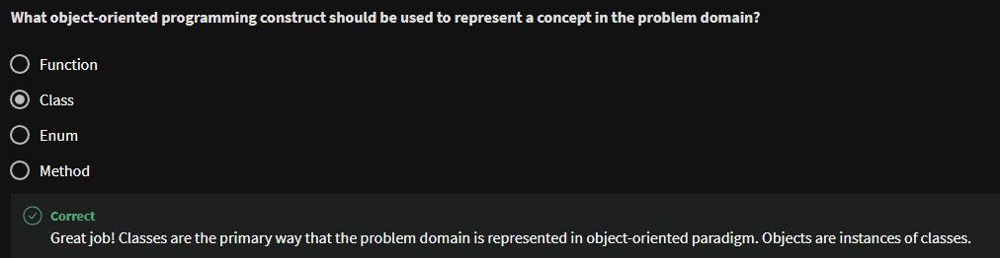 What object-oriented programming construct should be used to represent a concept in the problem domain?
Function
Class
Enum
Method
Correct
Great job! Classes are the primary way that the problem domain is represented in object-oriented paradigm. Objects are instances of classes.